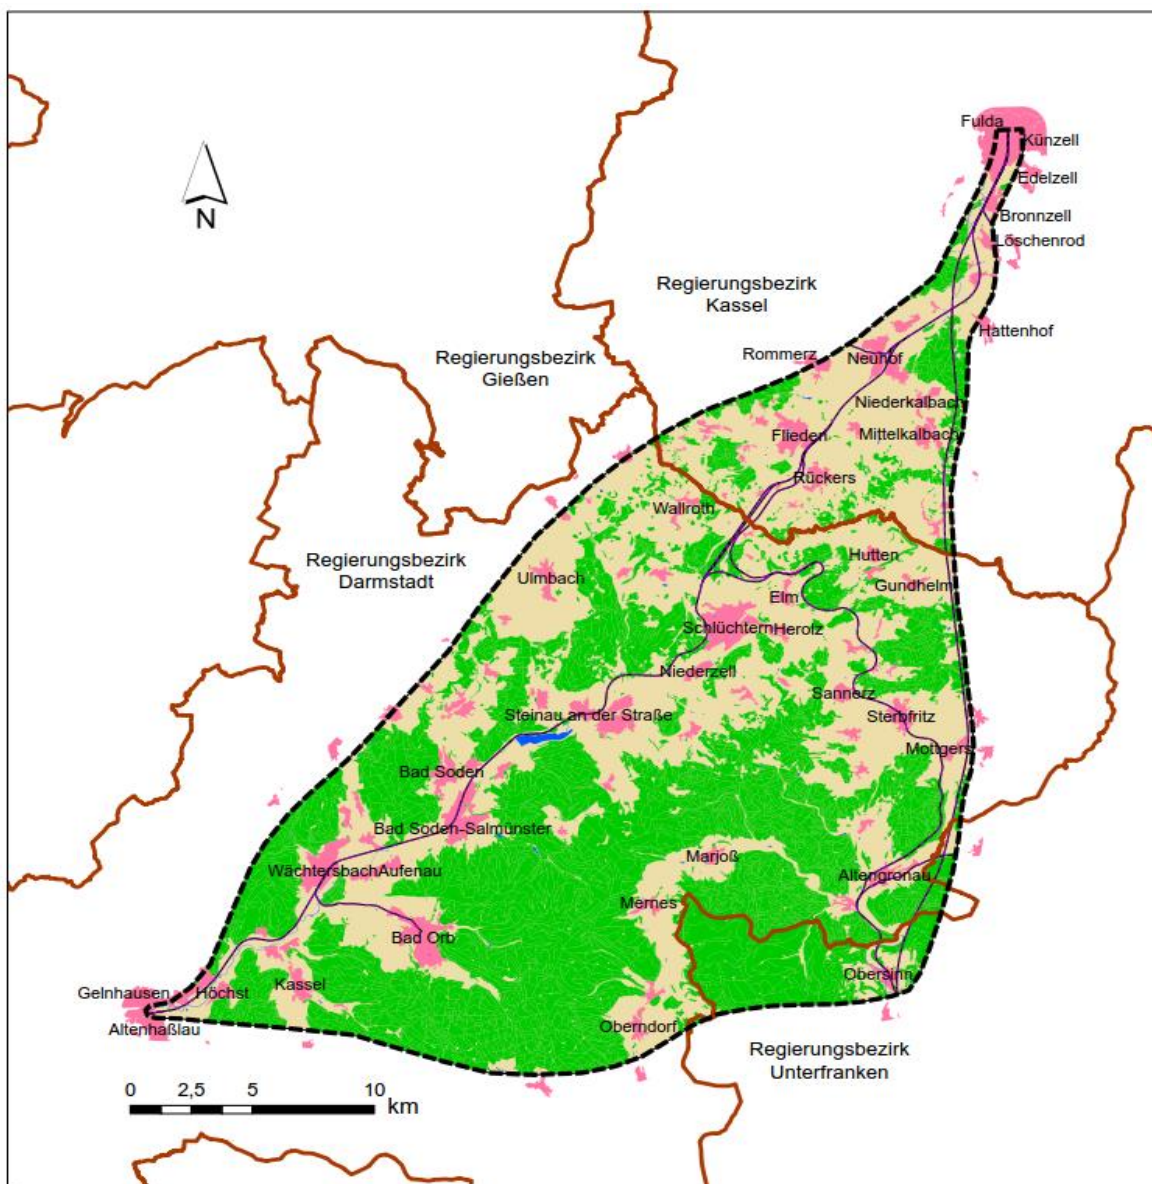 Fulda
Künzell
Edelzell
Bronnzell
Löschenrod
Regierungsbezirk
Kassel
N
Hattenhof
Regierungsbezirk
Gießen
Rommerz
Neuhof
Niederkalbach
Flieden
Mittelkalbach
Rückers
Wallroth
Regierungsbezirk
Darmstadt
Hutten
Ulmbach
Gundhelm
Elm
Schlüchtern
Herolz
Niederzell
Sannerz
Steinau an der Straße
Sterbfritz
Mottgers
Bad Soden
Bad Soden-Salmünster
Marjoß
Wächtersbach
Aufenau
Altengronau
Mernes
Bad Orb
Obersinn
Gelnhausen
Höchst
Kassel
Altenhaßlau
Oberndorf
Regierungsbezirk
Unterfranken
0 2,5 5 10
km